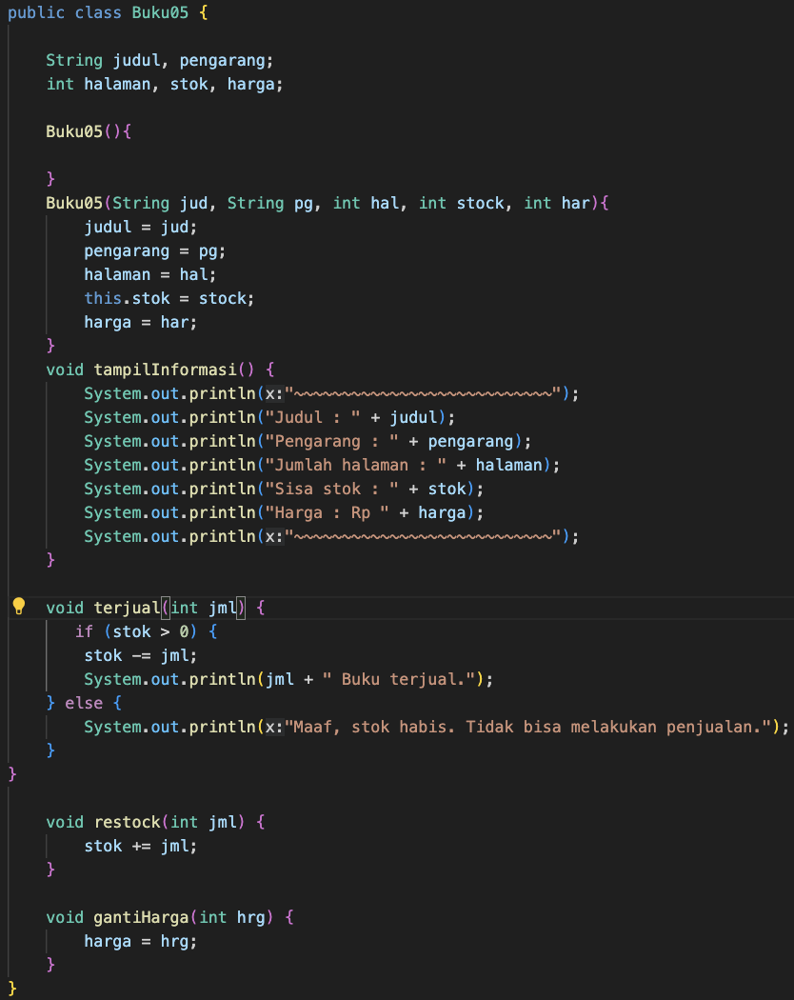 public class Buku05 {
String judul, pengarang;
int halaman, stok, harga;
Buku05(){
}
Buku05(String jud, String pg, int hal, int stock, int har){
judul = jud;
pengarang = pg;
halaman = hal;
this.stok = stock;
harga = har;
}
void tampilInformasi() {
System.out.println(x:"~~~~~~~~~~~~~~~~~~~~~~~~~~~");
System.out.println("Judul : " + judul);
System.out.println("Pengarang : " + pengarang);
System.out.println("Jumlah halaman : " + halaman);
System.out.println("Sisa stok : " + stok);
System.out.println("Harga : Rp " + harga);
System.out.println(x:"~~~~~~~~~~~~~~~~~~~~~~~~~~~");
}
void terjual(int jml) {
if (stok > 0) {
stok -= jml;
System.out.println(jml + " Buku terjual.");
} else {
System.out.println(x:"Maaf, stok habis. Tidak bisa melakukan penjualan.");
}
}
void restock(int jml) {
stok += jml;
}
void gantiHarga(int hrg) {
harga = hrg;
}
}